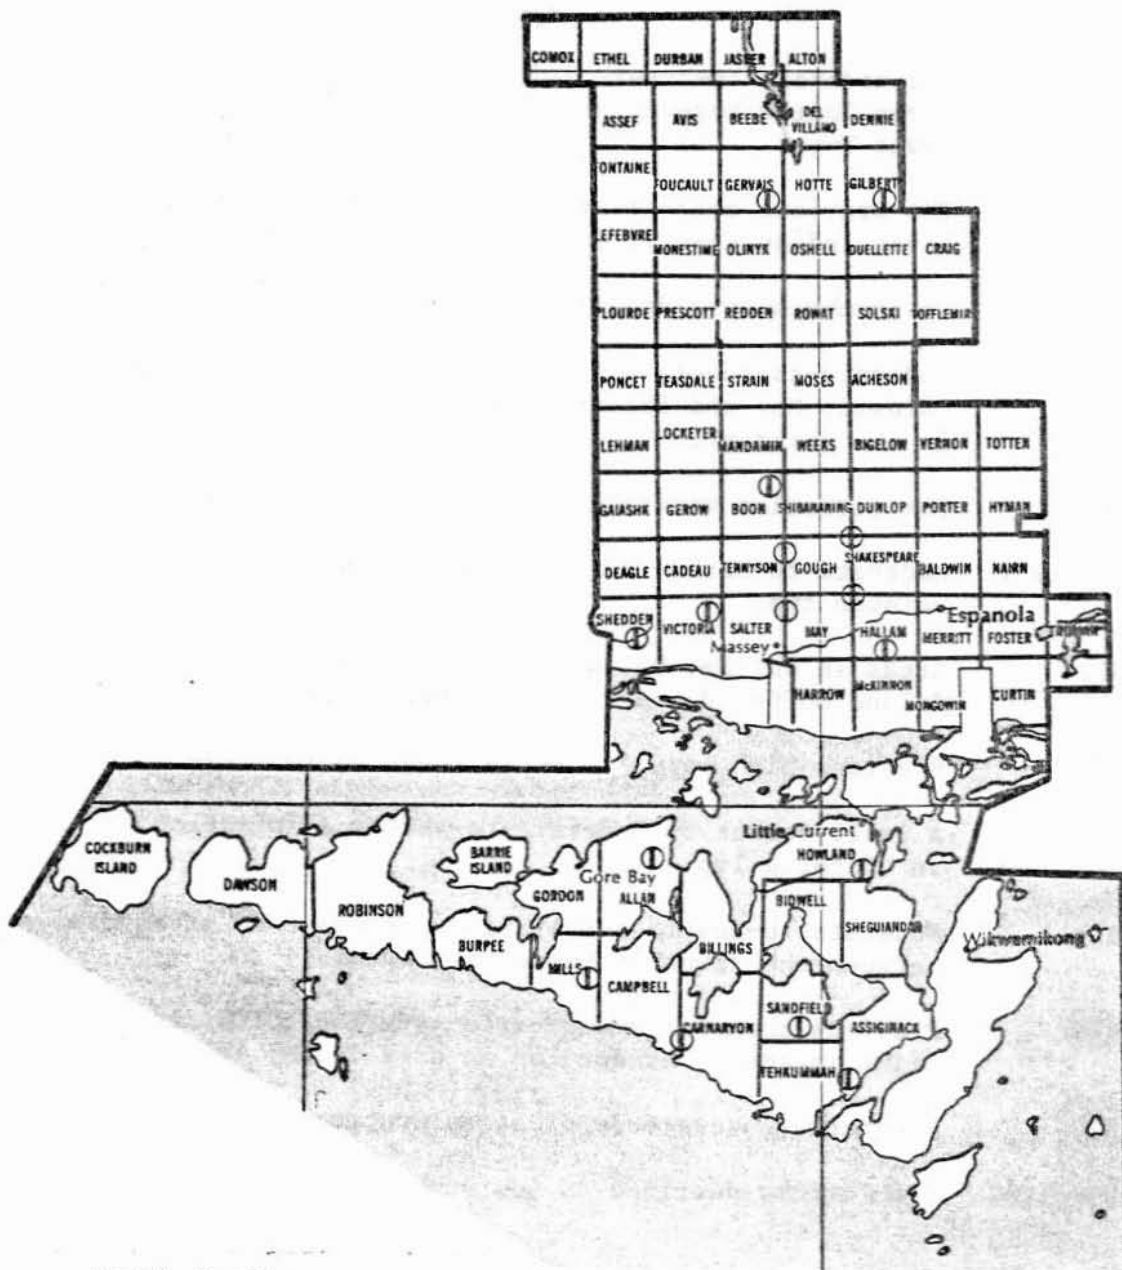 COMOX ETHEL DURBAN JASPER ALTON
ASSEF AVIS BEEBE DEL VILLANO DENNIE
FONTAINE FOUCAULT GERVAIS HOTTE GILBERT
LEFEBVRE MONESTIME OLINYK OSHELL OUELLETTE CRAIG
PLOURDE PRESCOTT REDDEN ROWAT SOLSKI TOFFLEMIRE
PONCET TEASDALE STRAIN MOSES ACHESON
LEHMAN LOCKEYER MANDAMIN WEEKS BIGELOW VERNON TOTTEN
GAIASHK GEROW BOON SHIBANANING DUNLOP PORTER HYMAN
DEAGLE CADEAU TENNYSON GOUGH SHAKESPEARE BALDWIN NAIRN
Espanola
SHEDDEN VICTORIA SALTER MAY HALLAM MERRITT FOSTER
Massey
HARROW McKINNON MONGOWIN CURTIN
Little Current
COCKBURN ISLAND DAWSON ROBINSON BARRIE ISLAND GORDON Gore Bay ALLAN HOWLAND
BURPEE MILLS CAMPBELL BILLINGS BIDWELL SHEGUIANDAH Wikwemikong
CARNARVON SANDFIELD ASSIGINACK
TEHKUMMAH